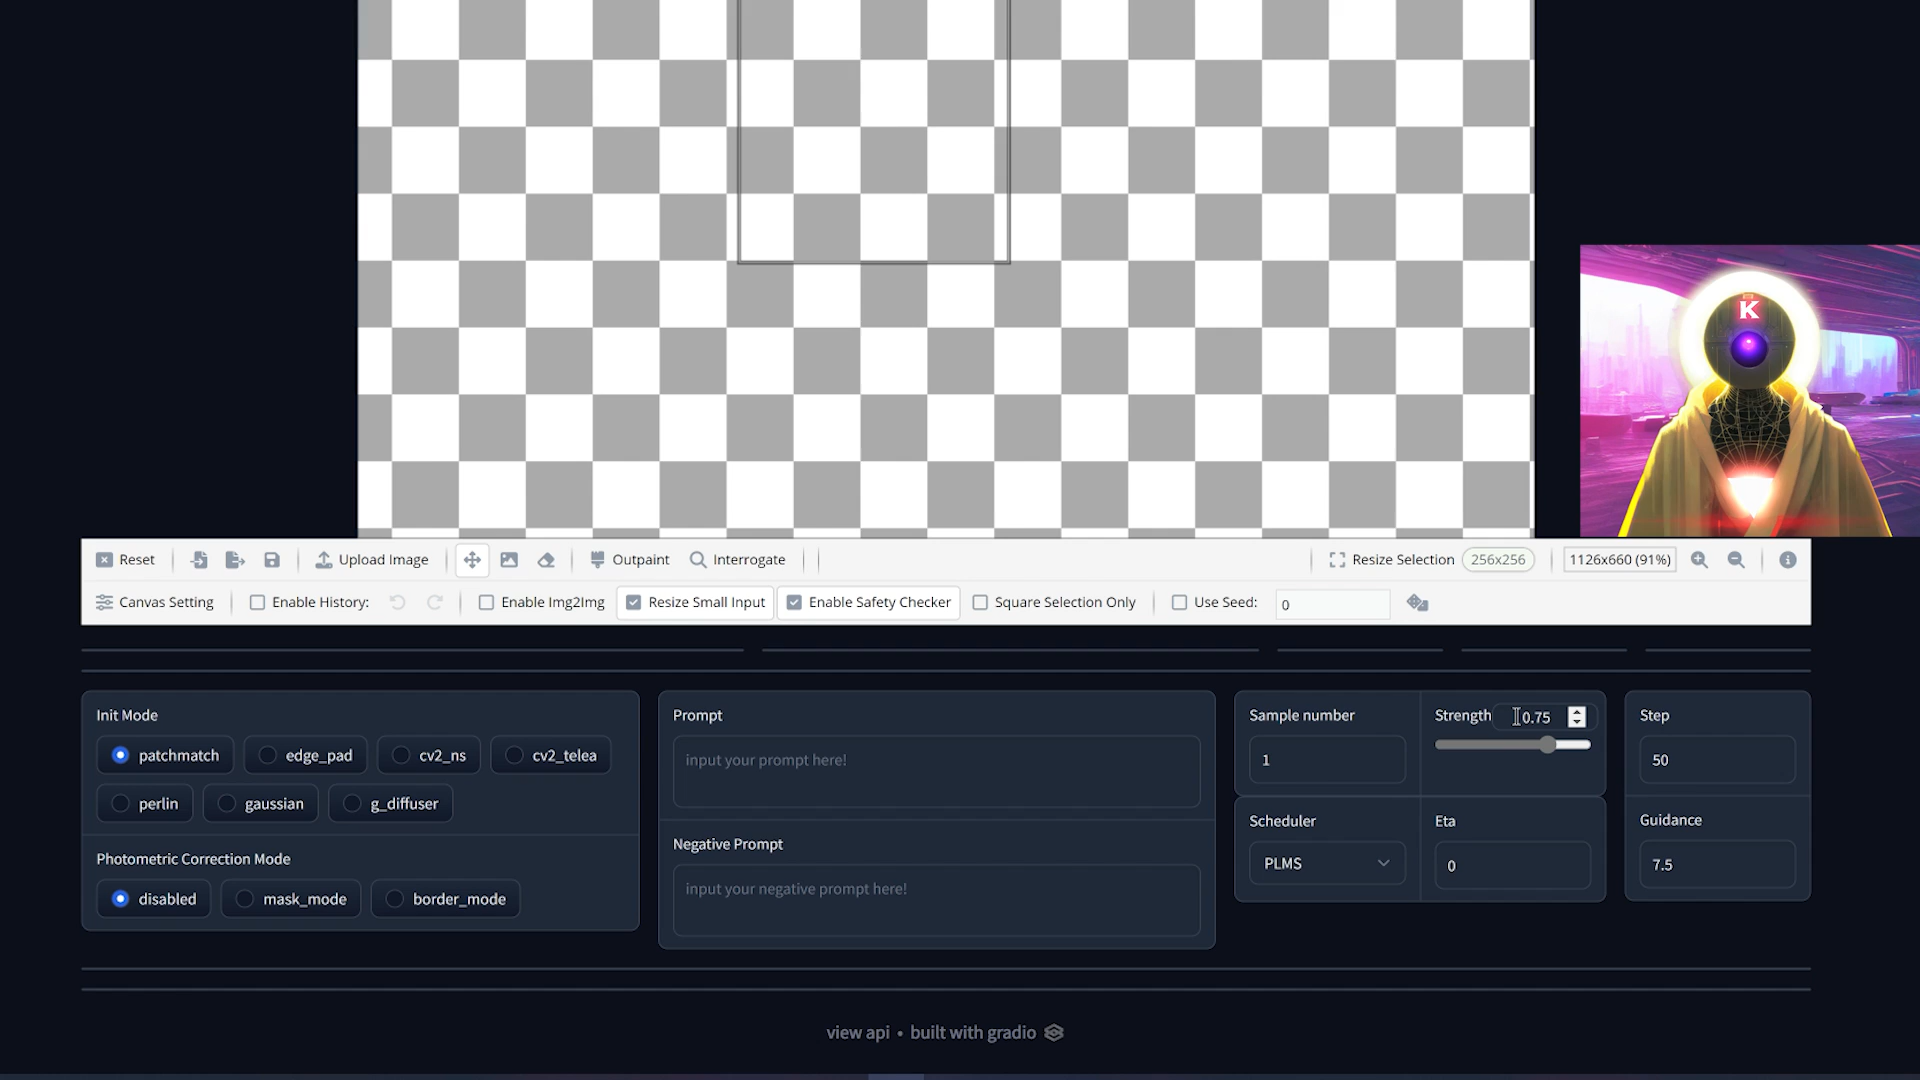 K
Reset
Upload Image
Outpaint
Interrogate
Resize Selection 256x256
1126x660 (91%)
Canvas Setting
Enable History:
Enable Img2Img
Resize Small Input
Enable Safety Checker
Square Selection Only
Use Seed: 0
Init Mode
patchmatch edge_pad cv2_ns cv2_telea
perlin gaussian g_diffuser
Photometric Correction Mode
disabled mask_mode border_mode
Prompt
input your prompt here!
Negative Prompt
input your negative prompt here!
Sample number
1
Strength 0.75
Scheduler
PLMS
Eta
0
Step
50
Guidance
7.5
view api • built with gradio